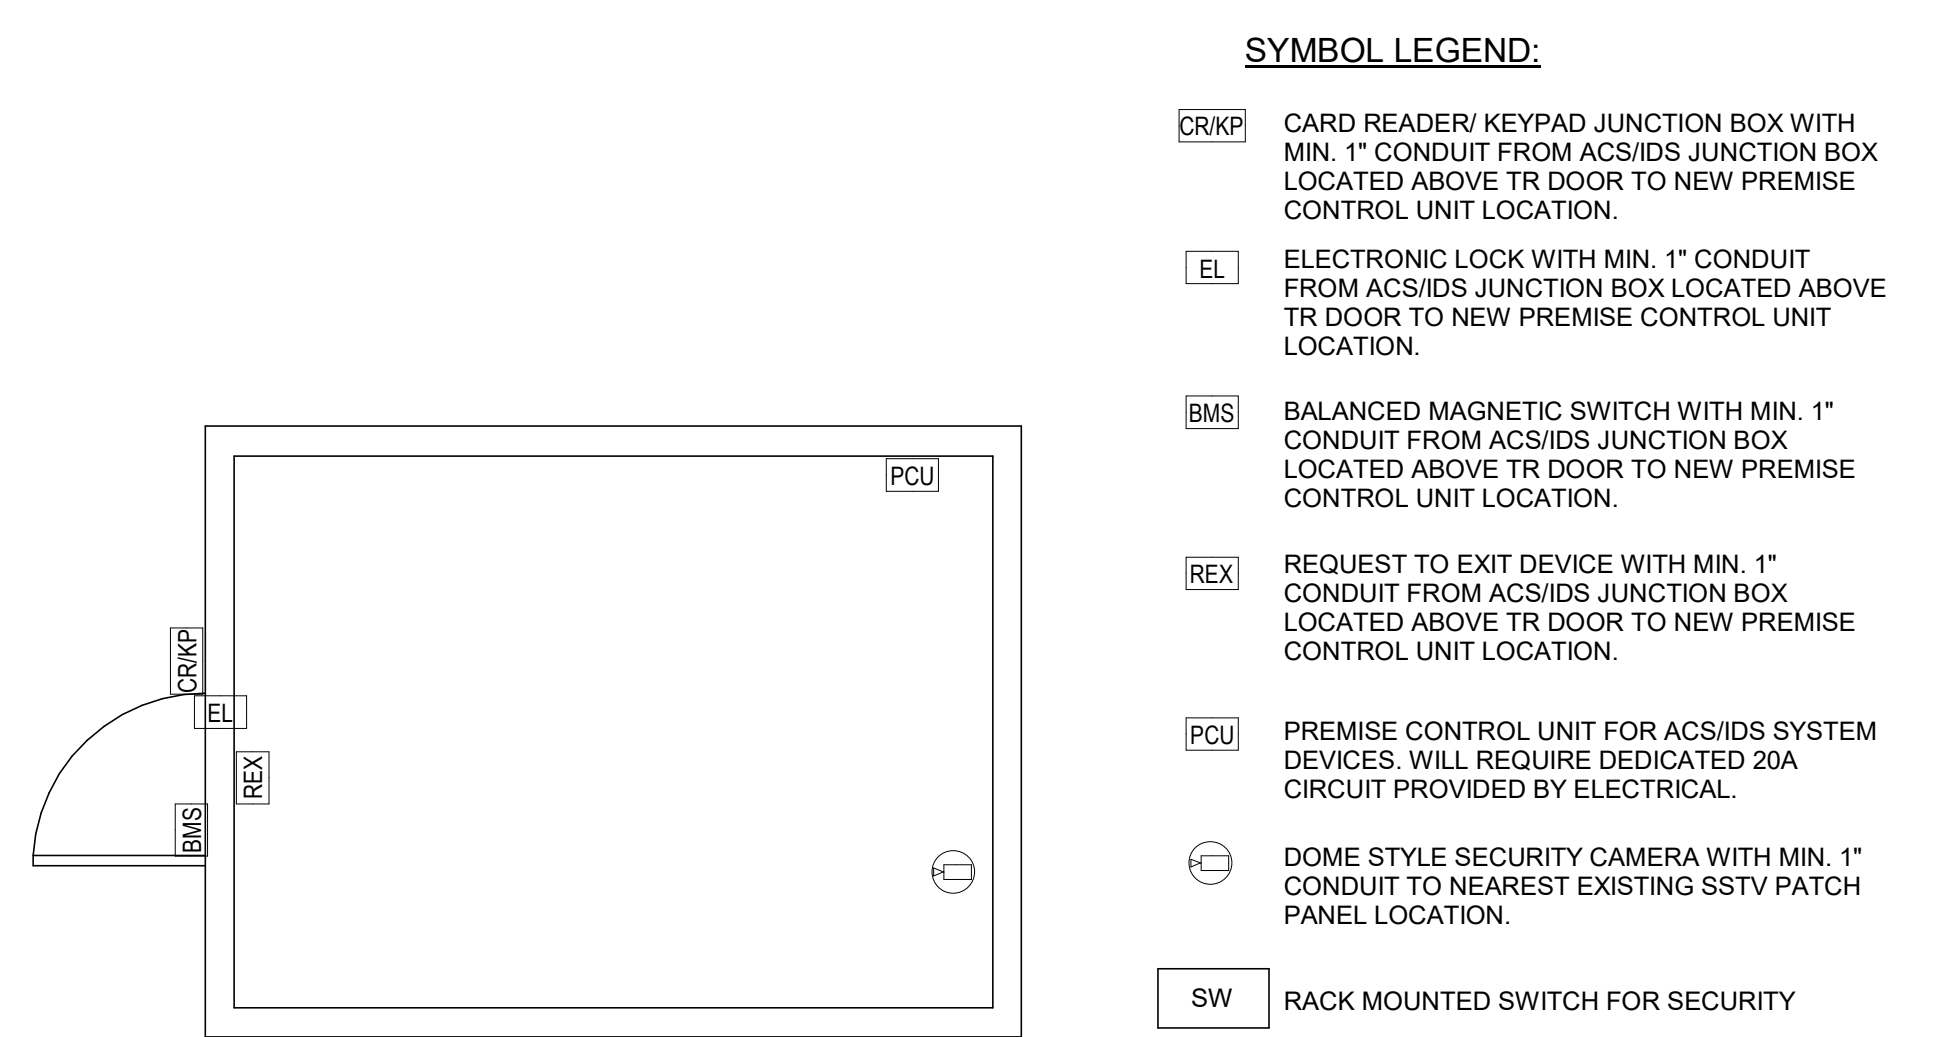 SYMBOL LEGEND:
CR/KP
CARD READER/ KEYPAD JUNCTION BOX WITH
MIN. 1" CONDUIT FROM ACS/IDS JUNCTION BOX
LOCATED ABOVE TR DOOR TO NEW PREMISE
CONTROL UNIT LOCATION.
EL
ELECTRONIC LOCK WITH MIN. 1" CONDUIT
FROM ACS/IDS JUNCTION BOX LOCATED ABOVE
TR DOOR TO NEW PREMISE CONTROL UNIT
LOCATION.
BMS
BALANCED MAGNETIC SWITCH WITH MIN. 1"
CONDUIT FROM ACS/IDS JUNCTION BOX
LOCATED ABOVE TR DOOR TO NEW PREMISE
CONTROL UNIT LOCATION.
REX
REQUEST TO EXIT DEVICE WITH MIN. 1"
CONDUIT FROM ACS/IDS JUNCTION BOX
LOCATED ABOVE TR DOOR TO NEW PREMISE
CONTROL UNIT LOCATION.
PCU
PREMISE CONTROL UNIT FOR ACS/IDS SYSTEM
DEVICES. WILL REQUIRE DEDICATED 20A
CIRCUIT PROVIDED BY ELECTRICAL.
DOME STYLE SECURITY CAMERA WITH MIN. 1"
CONDUIT TO NEAREST EXISTING SSTV PATCH
PANEL LOCATION.
SW
RACK MOUNTED SWITCH FOR SECURITY
PCU
CR/KP
EL
REX
BMS